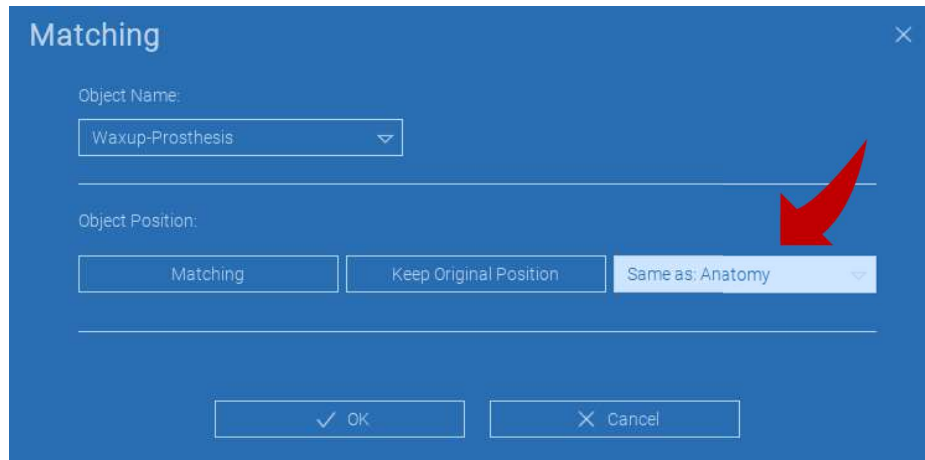 Matching
Object Name:
Waxup-Prosthesis
Object Position:
Matching
Keep Original Position
Same as: Anatomy
OK
Cancel